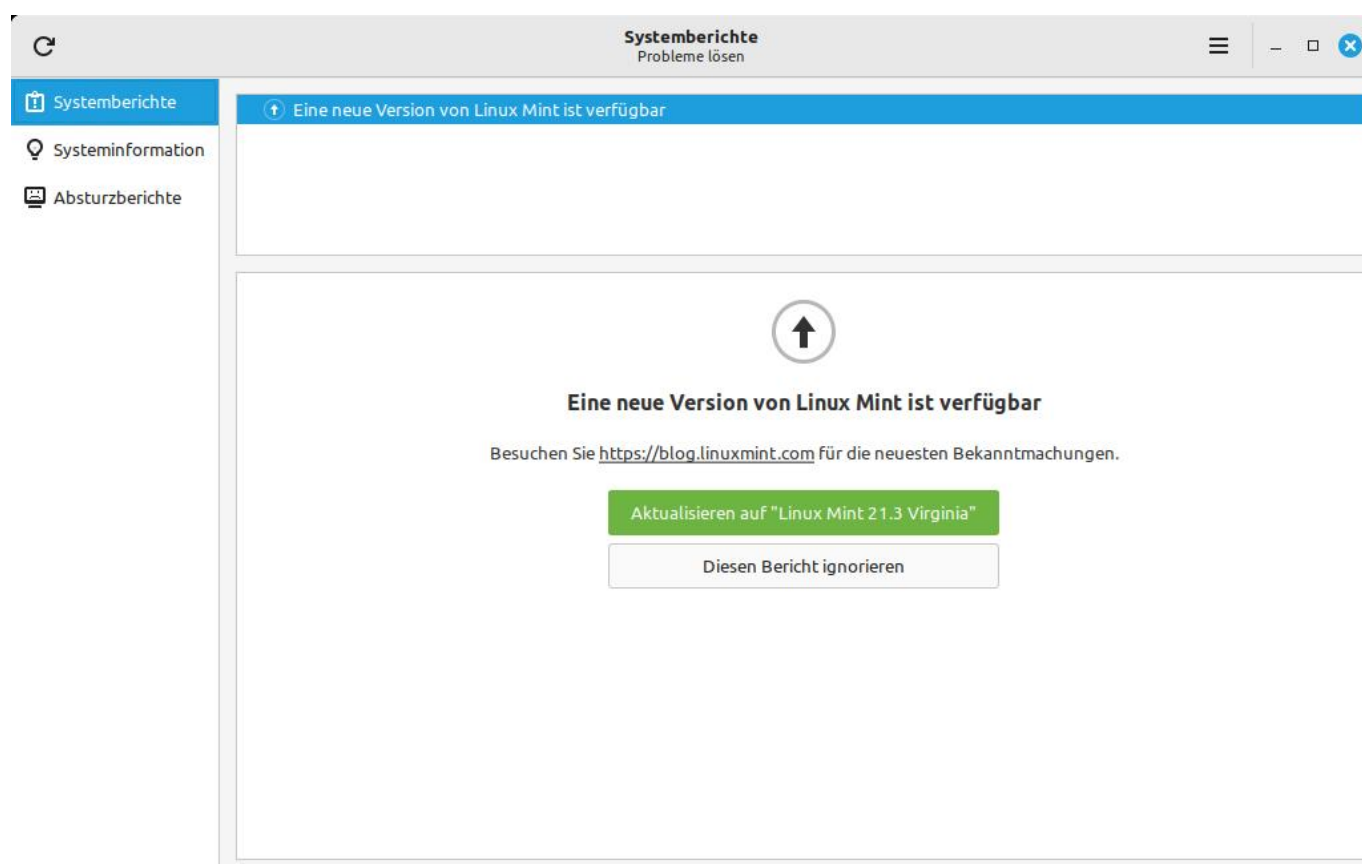 Systemberichte
Probleme lösen
Systemberichte
Systeminformation
Absturzberichte
Eine neue Version von Linux Mint ist verfügbar
Eine neue Version von Linux Mint ist verfügbar
Besuchen Sie https://blog.linuxmint.com für die neuesten Bekanntmachungen.
Aktualisieren auf "Linux Mint 21.3 Virginia"
Diesen Bericht ignorieren